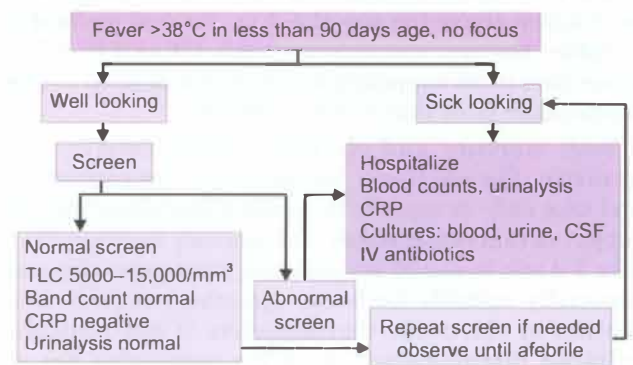 Fever >38°C in less than 90 days age, no focus
Well looking
Sick looking
Screen
Hospitalize
Blood counts, urinalysis
CRP
Cultures: blood, urine, CSF
IV antibiotics
Normal screen
TLC 5000–15,000/mm³
Band count normal
CRP negative
Urinalysis normal
Abnormal
screen
Repeat screen if needed
observe until afebrile